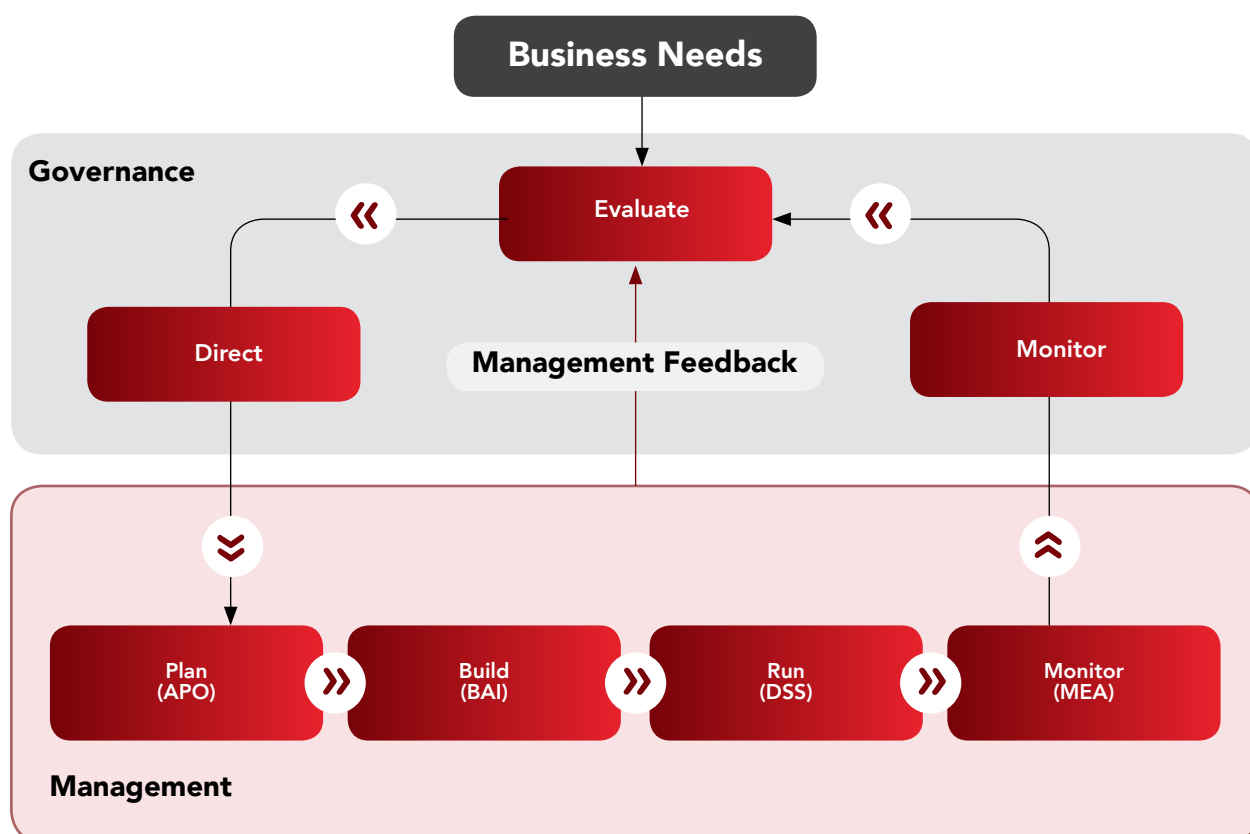 Business Needs
Governance
Evaluate
Direct
Management Feedback
Monitor
Plan
(APO)
Build
(BAI)
Run
(DSS)
Monitor
(MEA)
Management